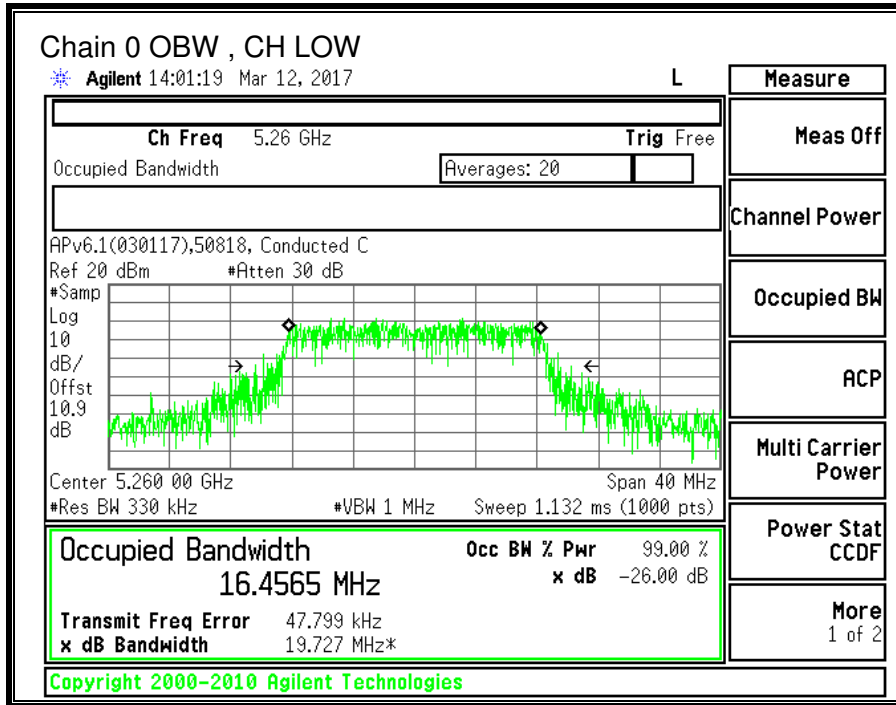 Chain 0 OBW , CH LOW
Agilent 14:01:19 Mar 12, 2017 L
Measure
Ch Freq 5.26 GHz Trig Free
Meas Off
Occupied Bandwidth Averages: 20
Channel Power
APv6.1(030117),50818, Conducted C
Ref 20 dBm #Atten 30 dB
#Samp
Log
10
dB/
Offst
10.9
dB
Occupied BW
ACP
Center 5.260 00 GHz Span 40 MHz
#Res BW 330 kHz #VBW 1 MHz Sweep 1.132 ms (1000 pts)
Multi Carrier
Power
Occupied Bandwidth Occ BW % Pwr 99.00 %
16.4565 MHz x dB -26.00 dB
Power Stat
CCDF
Transmit Freq Error 47.799 kHz
x dB Bandwidth 19.727 MHz*
More
1 of 2
Copyright 2000-2010 Agilent Technologies